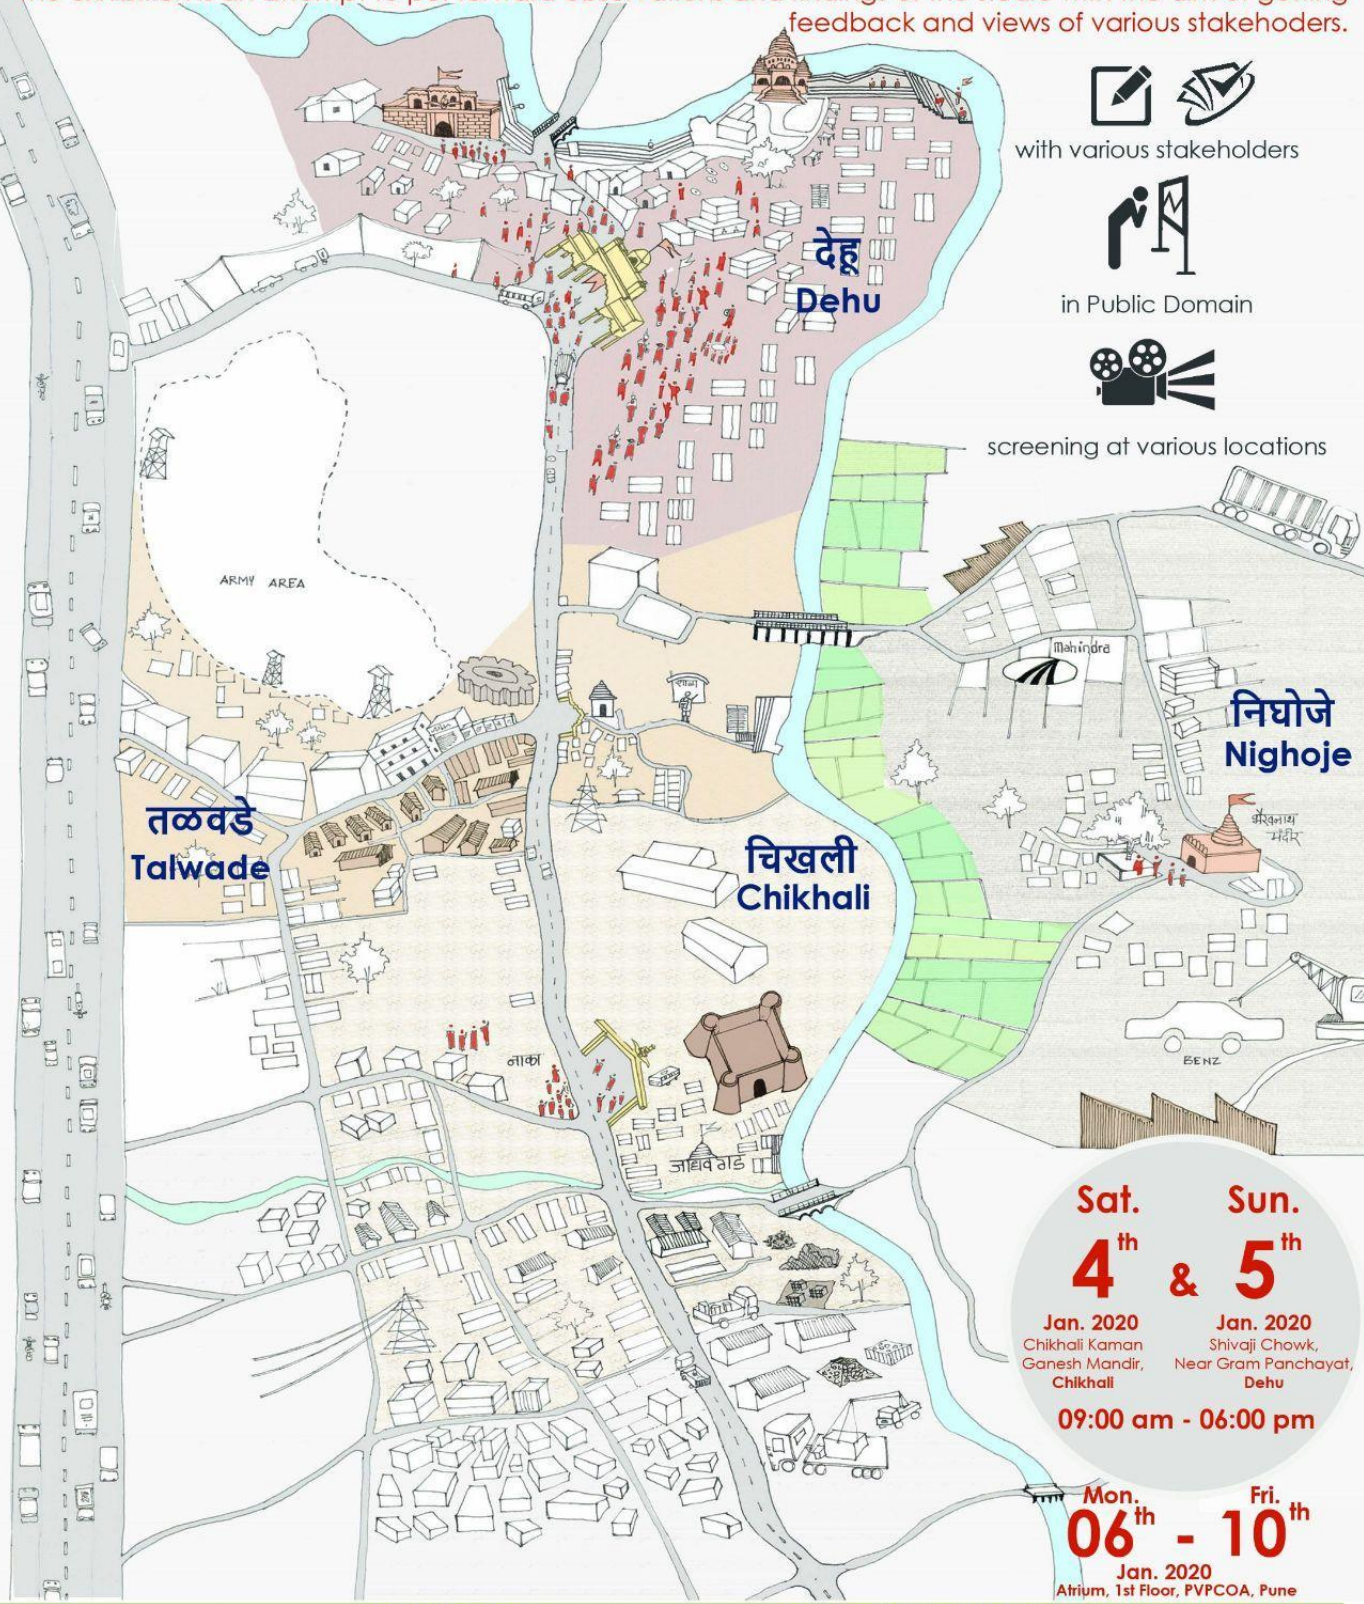 feedback and views of various stakehoders.
with various stakeholders
in Public Domain
screening at various locations
देहू
Dehu
ARMY AREA
Mahindra
निघोजे
Nighoje
भैरवनाथ
मंदीर
तळवडे
Talwade
चिखली
Chikhali
नाका
BENZ
जाधव गड
Sat.
4th
Jan. 2020
Chikhali Kaman
Ganesh Mandir,
Chikhali
&
Sun.
5th
Jan. 2020
Shivaji Chowk,
Near Gram Panchayat,
Dehu
09:00 am - 06:00 pm
Mon. Fri.
06th - 10th
Jan. 2020
Atrium, 1st Floor, PVPCOA, Pune